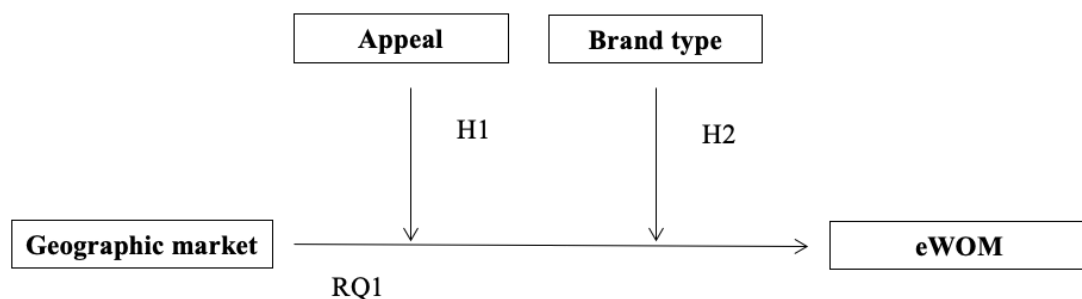 Appeal
Brand type
H1
H2
Geographic market
eWOM
RQ1